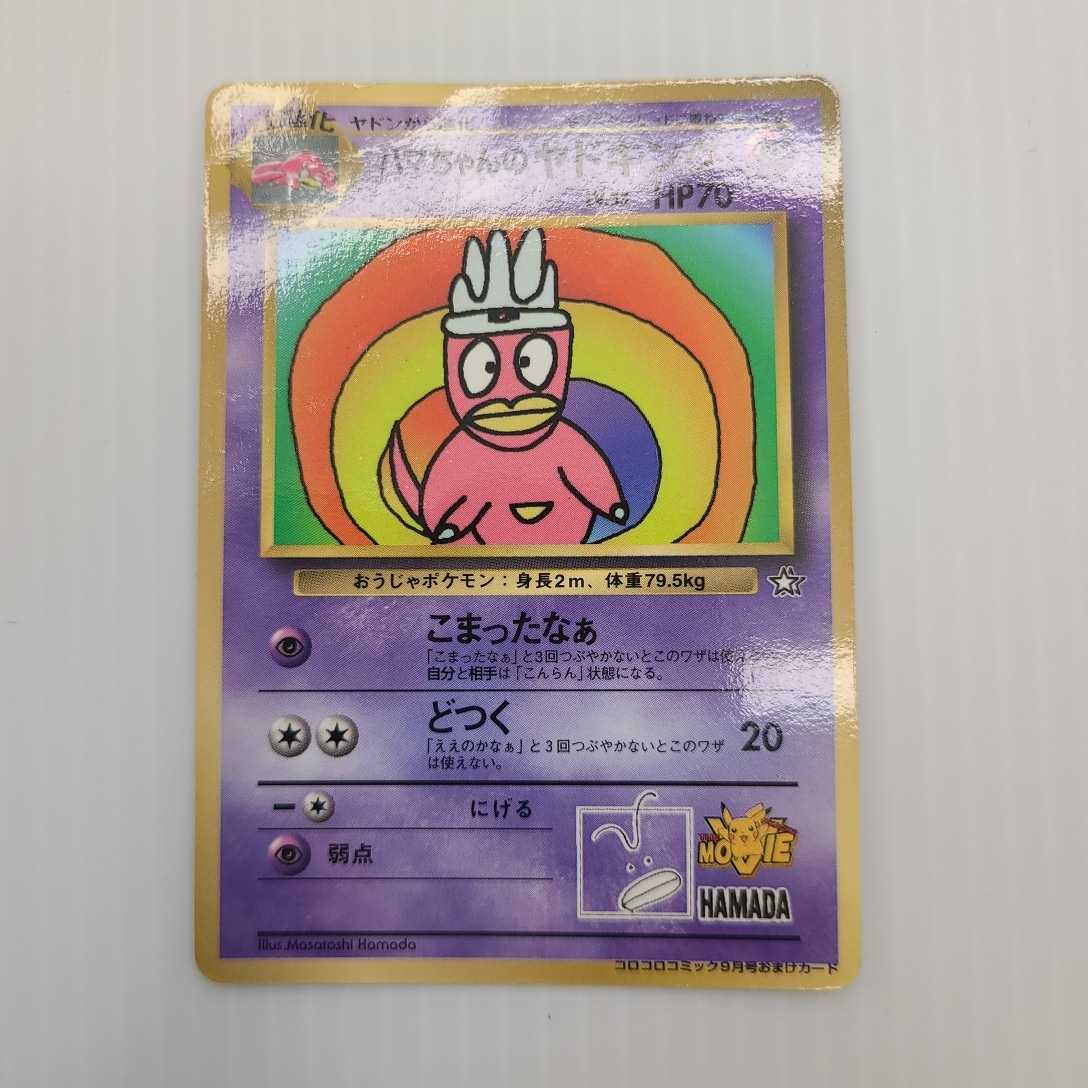 ヤドンから進化
ハマちゃんのヤドキング
HP70
おうじゃポケモン：身長2m、体重79.5kg
こまったなぁ
「こまったなぁ」と3回つぶやかないとこのワザは使え
自分と相手は「こんらん」状態になる。
どつく
20
「ええのかなぁ」と3回つぶやかないとこのワザ
は使えない。
にげる
弱点
MOVIE
HAMADA
Illus.Masatoshi Hamada
コロコロコミック9月号おまけカード